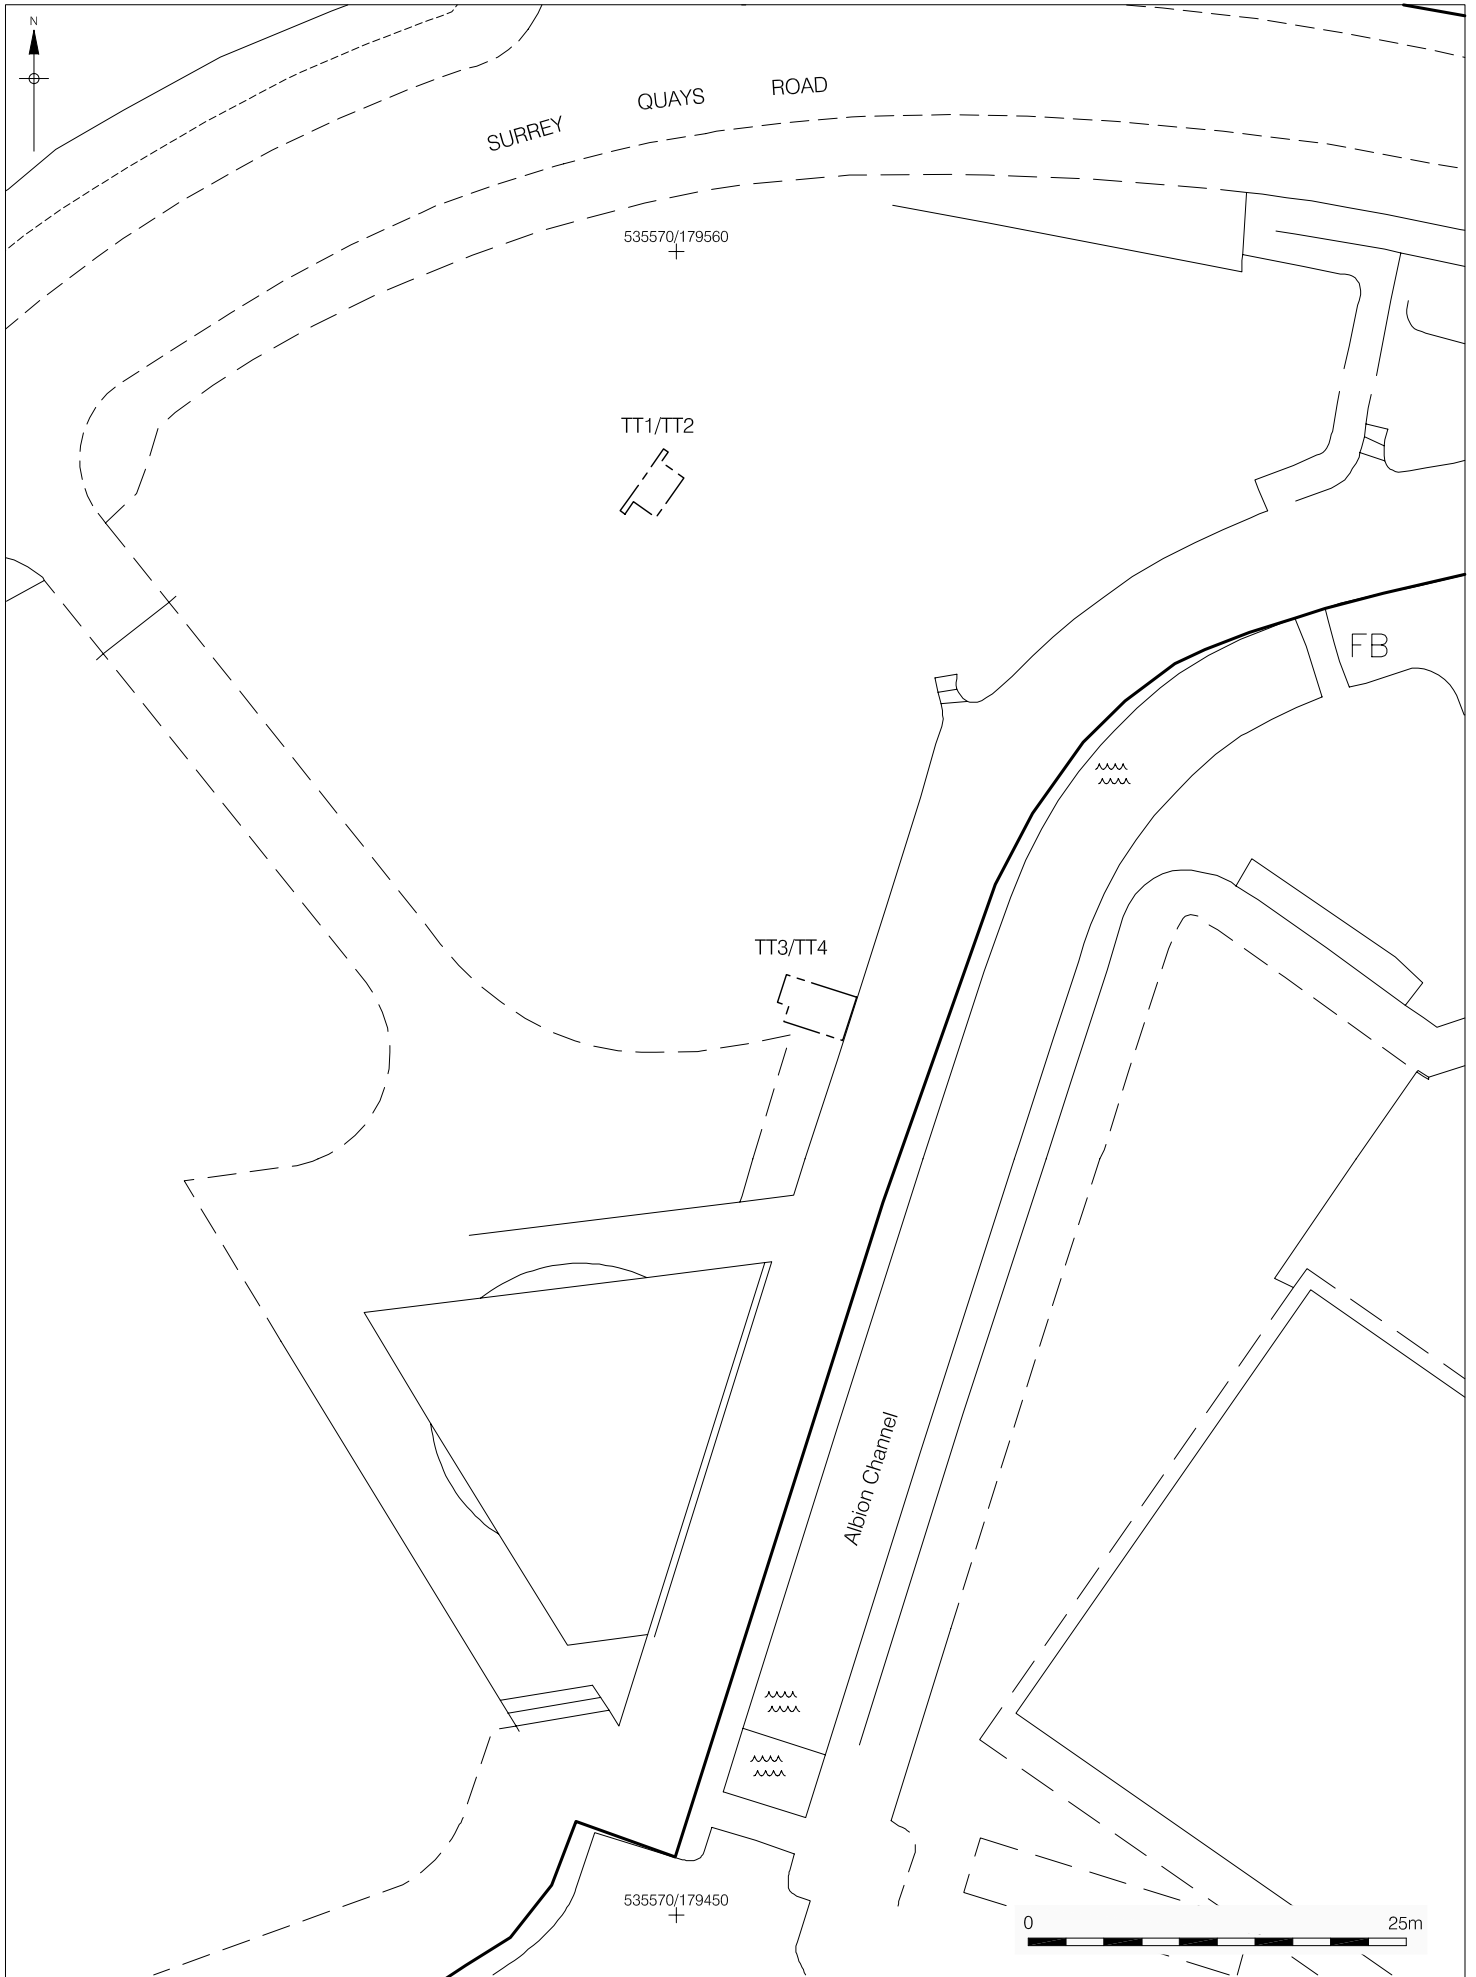 N
SURREY QUAYS ROAD
535570/179560
TT1/TT2
FB
TT3/TT4
Albion Channel
535570/179450
0 25m